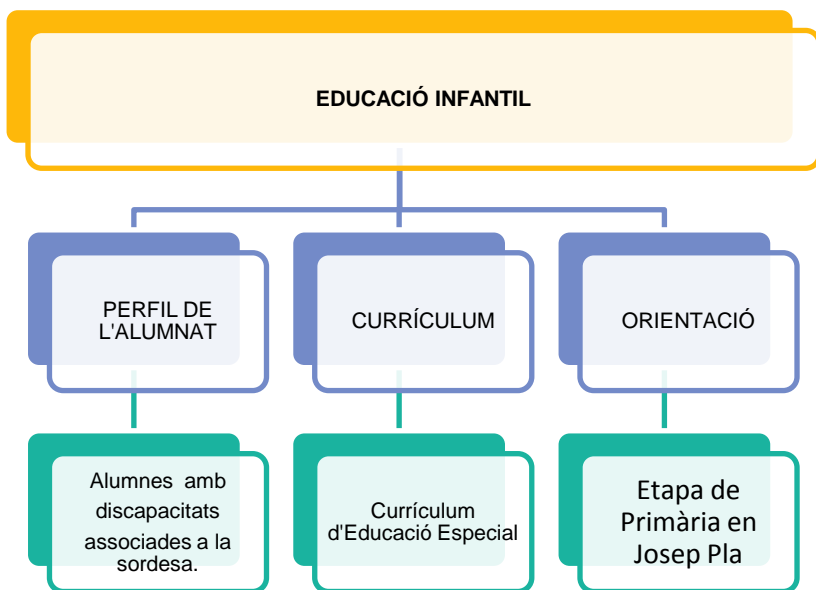 EDUCACIÓ INFANTIL
PERFIL DE
L'ALUMNAT
CURRÍCULUM
ORIENTACIÓ
Alumnes amb
discapacitats
associades a la
sordesa.
Currículum
d'Educació Especial
Etapa de
Primària en
Josep Pla